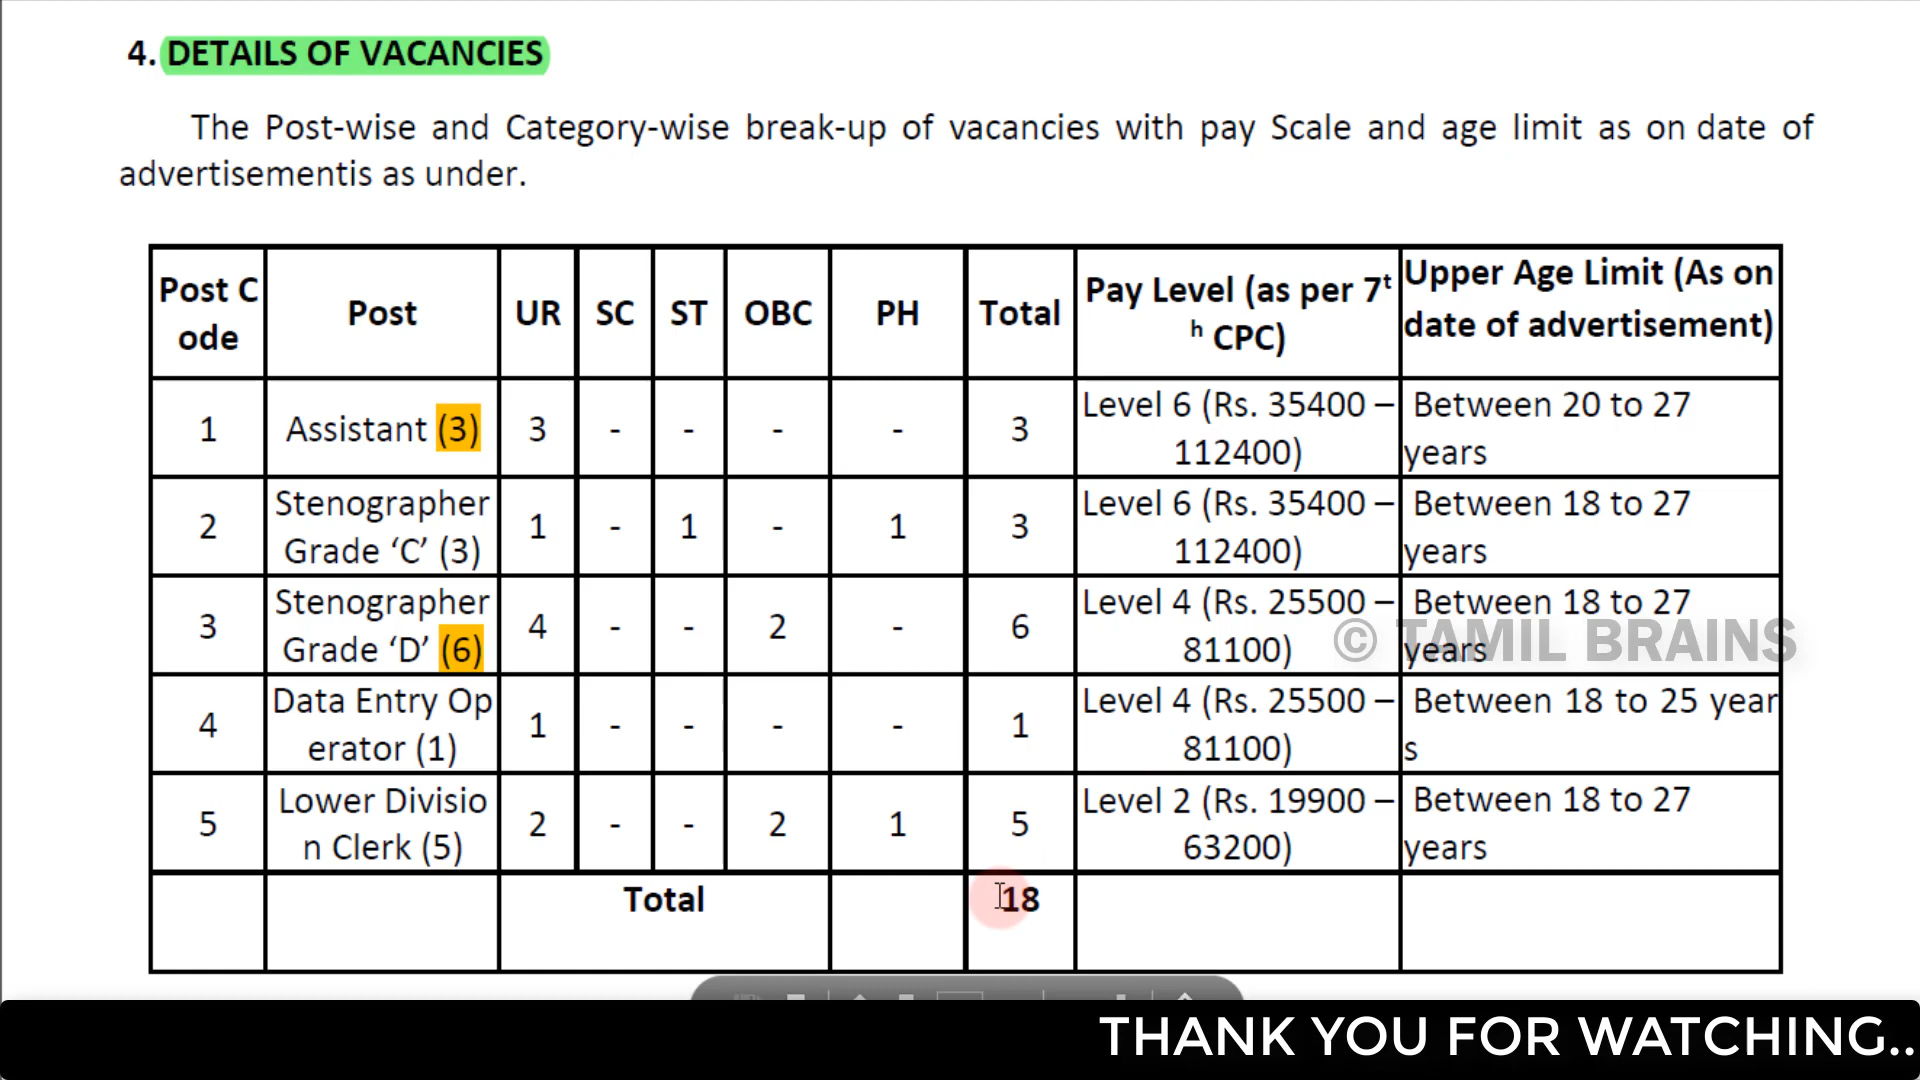 4. DETAILS OF VACANCIES
The Post-wise and Category-wise break-up of vacancies with pay Scale and age limit as on date of
advertisementis as under.
Post C
ode
Post
UR
SC
ST
OBC
PH
Total
Pay Level (as per 7t
h CPC)
Upper Age Limit (As on
date of advertisement)
1
Assistant (3)
3
-
-
-
-
3
Level 6 (Rs. 35400 –
112400)
Between 20 to 27
years
2
Stenographer
Grade ‘C’ (3)
1
-
1
-
1
3
Level 6 (Rs. 35400 –
112400)
Between 18 to 27
years
3
Stenographer
Grade ‘D’ (6)
4
-
-
2
-
6
Level 4 (Rs. 25500 –
81100)
Between 18 to 27
years
© TAMIL BRAINS
4
Data Entry Op
erator (1)
1
-
-
-
-
1
Level 4 (Rs. 25500 –
81100)
Between 18 to 25 year
s
5
Lower Divisio
n Clerk (5)
2
-
-
2
1
5
Level 2 (Rs. 19900 –
63200)
Between 18 to 27
years
Total
18
THANK YOU FOR WATCHING..